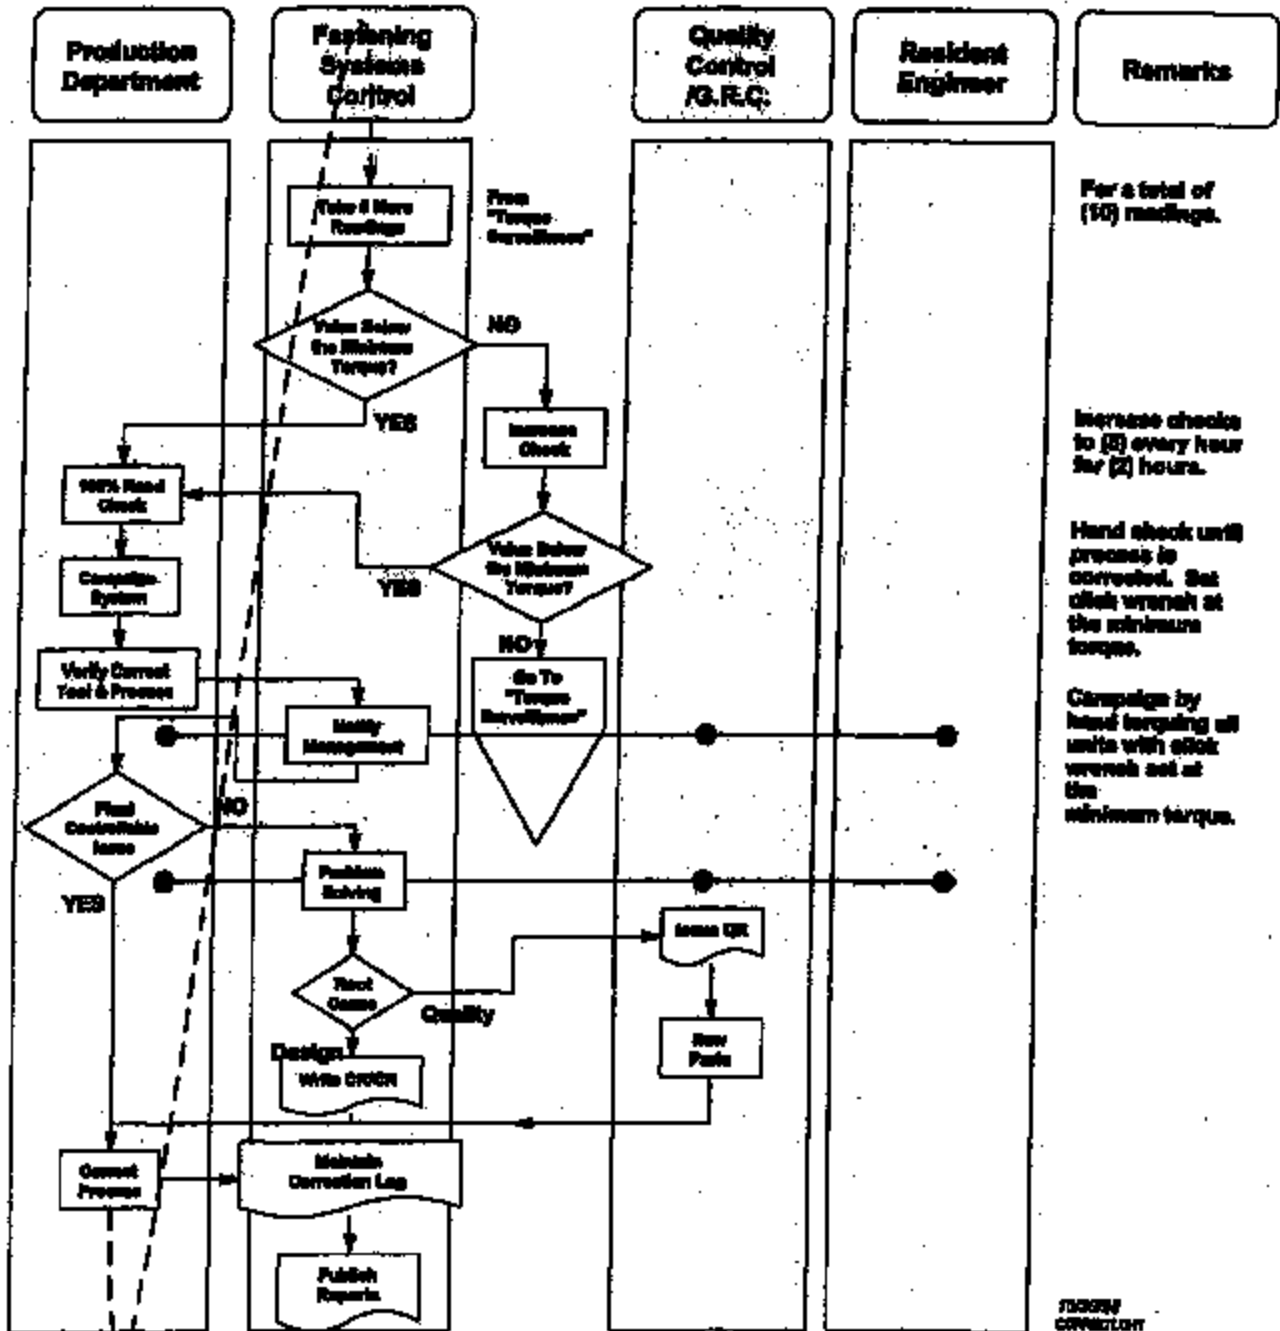 Production
Department
Fastening
Systems
Control
Quality
Control
/G.R.C.
Resident
Engineer
Remarks
Take More
Readings
From
"Torque
Surveillance"
For a total of
(10) readings.
Value Below
the Minimum
Torque?
NO
YES
Increase
Check
Increase checks
to (5) every hour
for (2) hours.
100% Hand
Check
Value Below
the Minimum
Torque?
YES
NO
Hand check until
process is
corrected. Set
click wrench at
the minimum
torque.
Campaign
System
Verify Correct
Tool & Process
Go To
"Torque
Surveillance"
Notify
Management
Campaign by
hand torquing all
units with click
wrench set at
the
minimum torque.
Controllable
Issue
NO
YES
Problem
Solving
Root
Cause
Quality
Design
Issue QR
New
Parts
Write
Correct
Process
Maintain
Correction Log
Publish
Reports